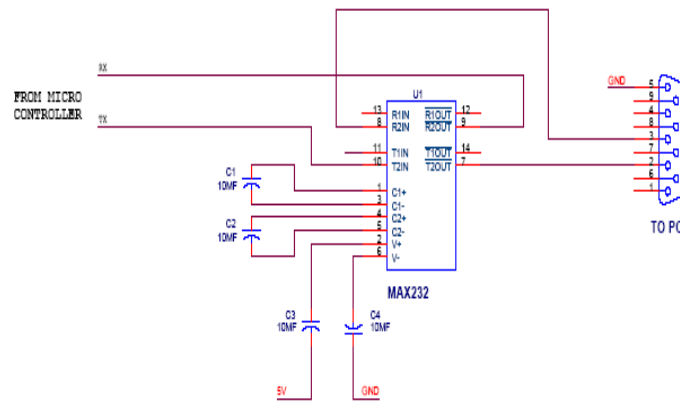 RX
FROM MICRO
CONTROLLER
TX
U1
13 R1IN R1OUT 12
8 R2IN R2OUT 9
11 T1IN T1OUT 14
10 T2IN T2OUT 7
1 C1+
3 C1-
4 C2+
5 C2-
2 V+
6 V-
MAX232
C1
10MF
C2
10MF
C3
10MF
C4
10MF
5V
GND
GND
5
9
4
8
3
7
2
6
1
TO PC